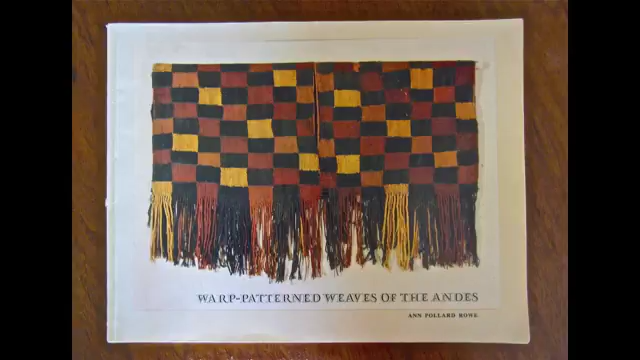 WARP-PATTERNED WEAVES OF THE ANDES
ANN POLLARD ROWE